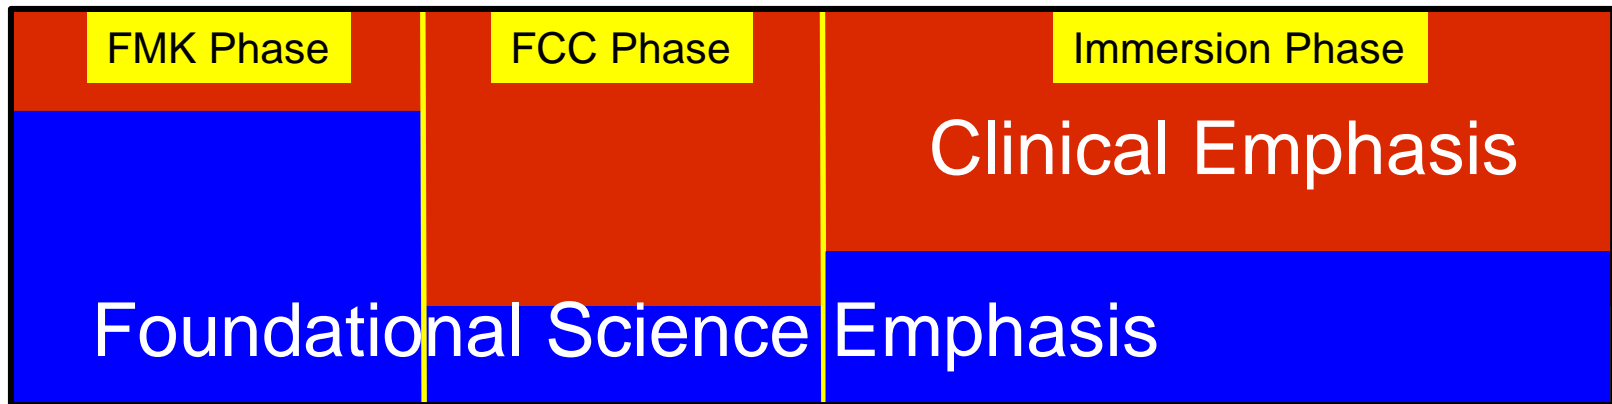 FMK Phase
FCC Phase
Immersion Phase
Clinical Emphasis
Foundational Science Emphasis